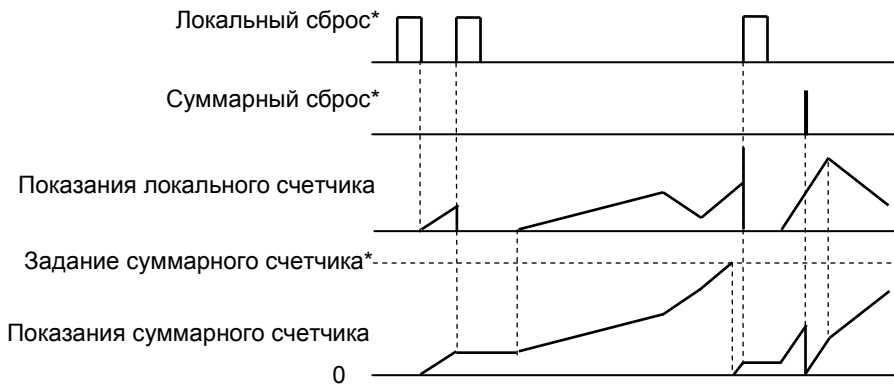 Локальный сброс*
Суммарный сброс*
Показания локального счетчика
Задание суммарного счетчика*
Показания суммарного счетчика
0